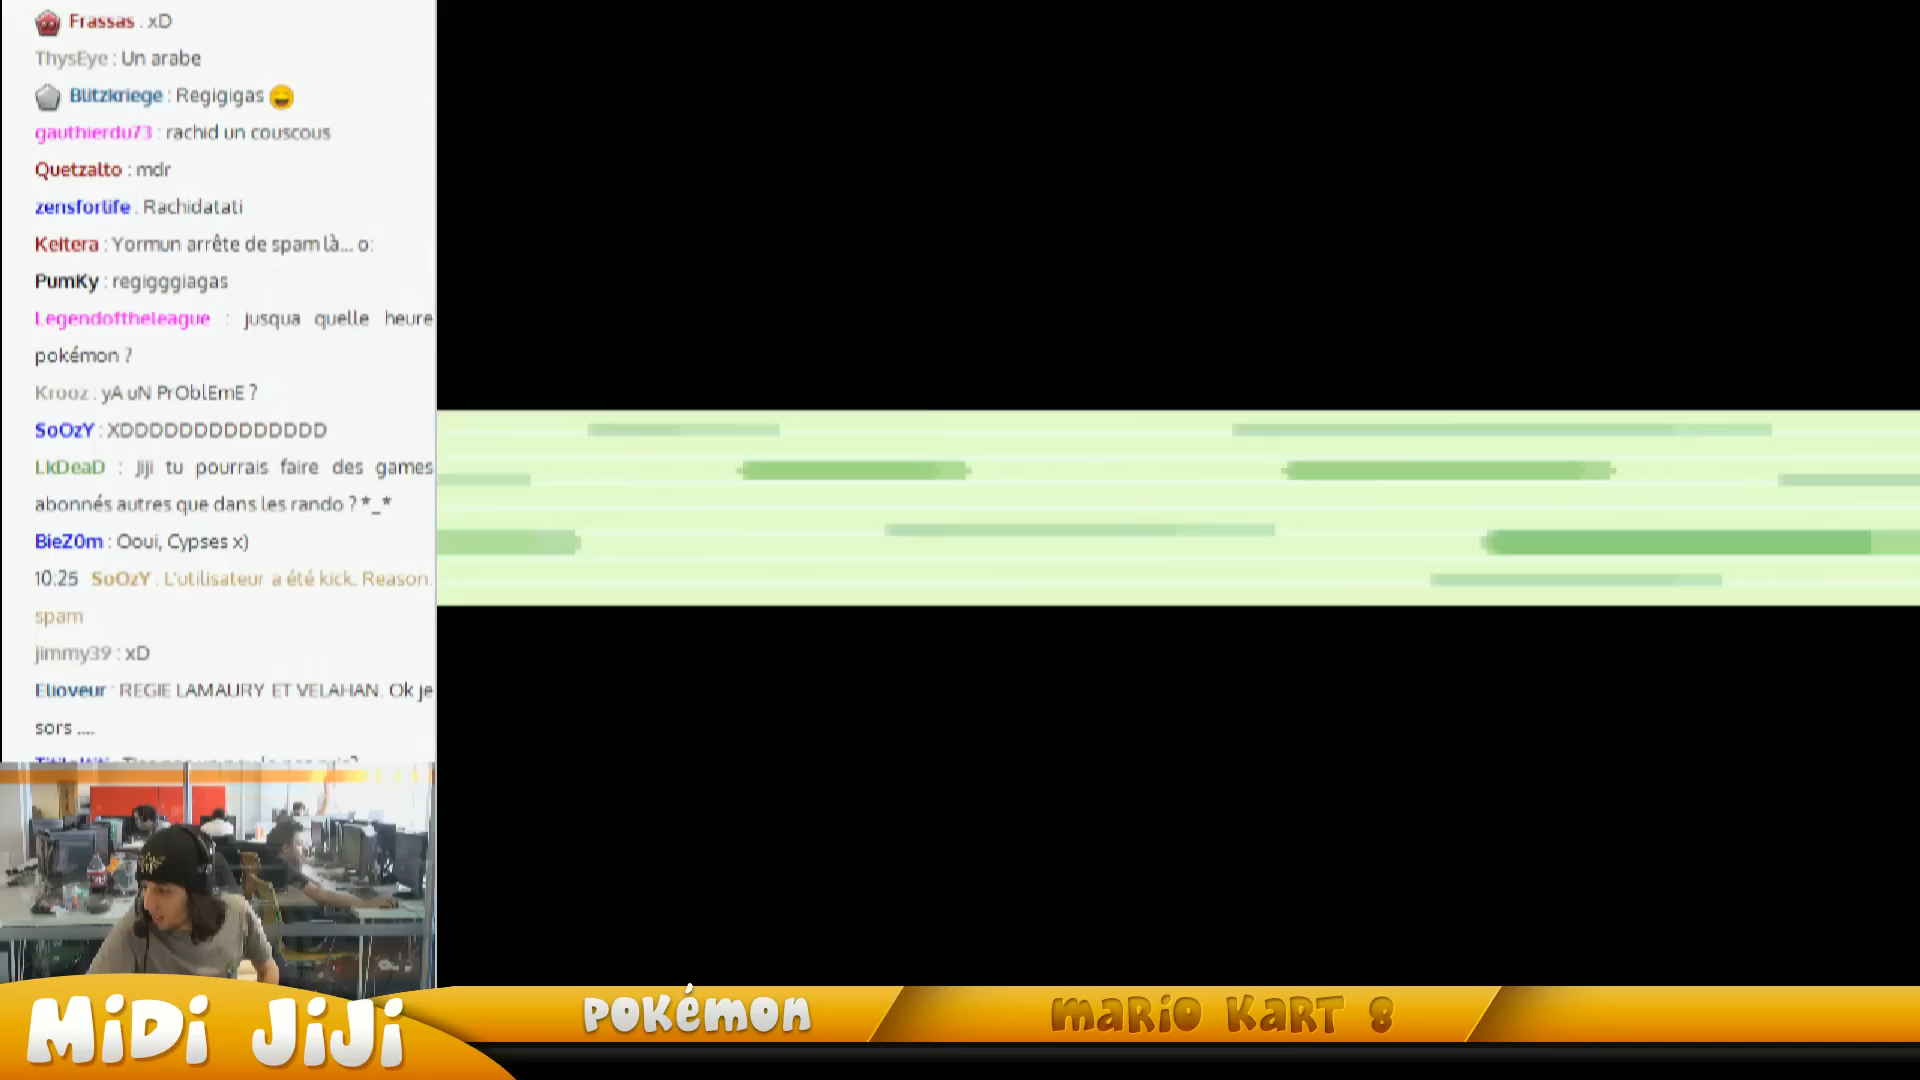 Frassas : xD
ThysEye : Un arabe
Blitzkriege : Regigigas
gauthierdu73 : rachid un couscous
Quetzalto : mdr
zensforlife : Rachidatati
Keltera : Yormun arrête de spam là... o:
PumKy : regigggiagas
Legendoftheleague : jusqua quelle heure
pokémon ?
Krooz : yA uN PrOblEmE ?
SoOzY : XDDDDDDDDDDDDDD
LkDeaD : Jiji tu pourrais faire des games
abonnés autres que dans les rando ? *_*
BieZ0m : Ooui, Cypses x)
10:25 SoOzY : L'utilisateur a été kick. Reason:
spam
jimmy39 : xD
Elioveur : REGIE LAMAURY ET VELAHAN. Ok je
sors ....
MiDi JiJi
POKémon
MARiO KART 8